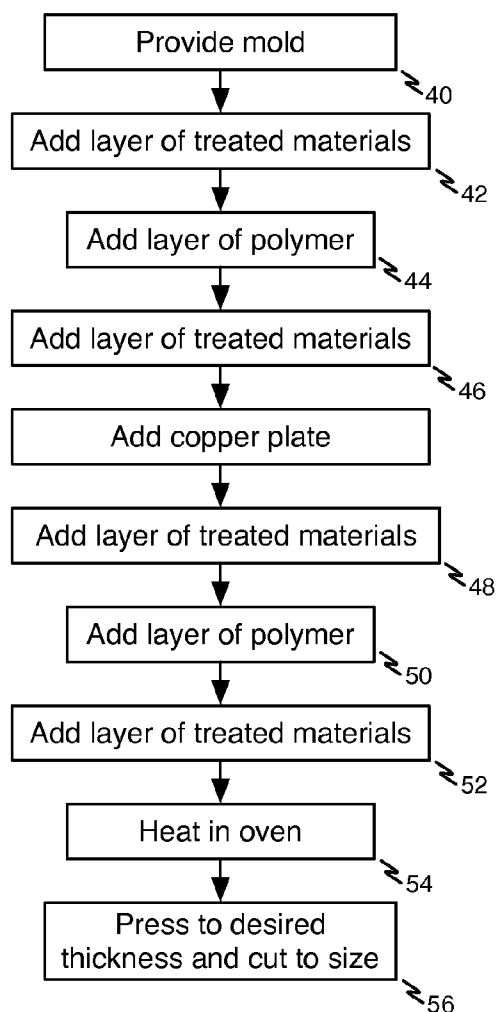 Provide mold
40
Add layer of treated materials
42
Add layer of polymer
44
Add layer of treated materials
46
Add copper plate
Add layer of treated materials
48
Add layer of polymer
50
Add layer of treated materials
52
Heat in oven
54
Press to desired
thickness and cut to size
56